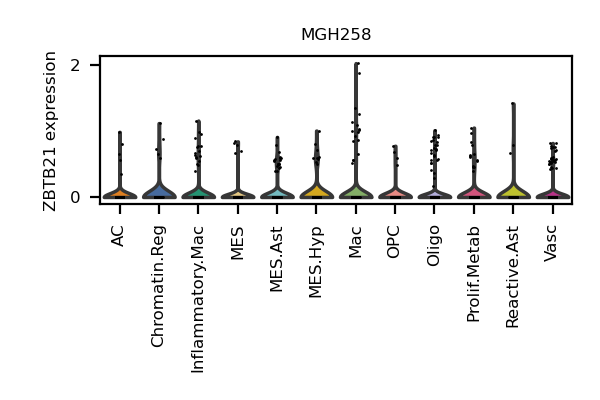 MGH258
ZBTB21 expression
2
0
AC
Chromatin.Reg
Inflammatory.Mac
MES
MES.Ast
MES.Hyp
Mac
OPC
Oligo
Prolif.Metab
Reactive.Ast
Vasc